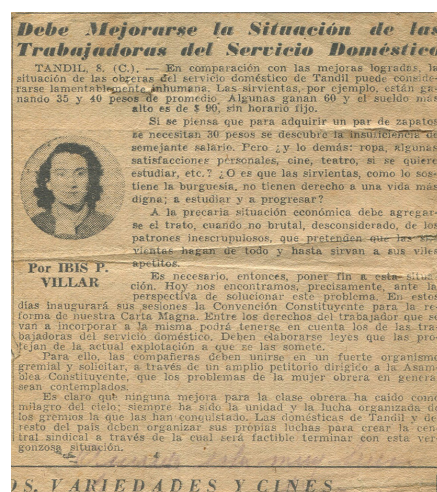 Debe Mejorarse la Situación de las
Trabajadoras del Servicio Doméstico
TANDIL, S. (C.). — En comparación con las mejoras logradas, la
situación de las obreras del servicio doméstico de Tandil puede conside-
rarse lamentablemente inhumana. Las sirvientas, por ejemplo, están ga-
nando 35 y 40 pesos de promedio. Algunas ganan 60 y el sueldo más
alto es de $ 90, sin horario fijo.
Si se piensa que para adquirir un par de zapatos
se necesitan 30 pesos se descubre la insuficiencia de
semejante salario. Pero ¿y lo demás: ropa, algunas
satisfacciones personales, cine, teatro, si se quiere
estudiar, etc.? ¿O es que las sirvientas, como lo sos-
tiene la burguesía, no tienen derecho a una vida más
digna; a estudiar y a progresar?
A la precaria situación económica debe agregar-
se el trato, cuando no brutal, desconsiderado, de los
patrones inescrupulosos, que pretenden que las sir-
vientas hagan de todo y hasta sirvan a sus viles
apetitos.
Por IBIS P.
VILLAR
Es necesario, entonces, poner fin a esta situa-
ción. Hoy nos encontramos, precisamente, ante la
perspectiva de solucionar este problema. En estos
días inaugurará sus sesiones la Convención Constituyente para la re-
forma de nuestra Carta Magna. Entre los derechos del trabajador que se
van a incorporar a la misma podrá tenerse en cuenta los de las tra-
bajadoras del servicio doméstico. Deben elaborarse leyes que las pro-
tejan de la actual explotación a que se las somete.
Para ello, las compañeras deben unirse en un fuerte organismo
gremial y solicitar, a través de un amplio petitorio dirigido a la Asam-
blea Constituyente, que los problemas de la mujer obrera en general
sean contemplados.
Es claro que ninguna mejora para la clase obrera ha caído como
milagro del cielo; siempre ha sido la unidad y la lucha organizada de
los gremios la que las han conquistado. Las domésticas de Tandil y del
resto del país deben organizar sus propias luchas para crear la cen-
tral sindical a través de la cual será factible terminar con esta ver-
gonzosa situación.
OS, VARIEDADES Y CINES